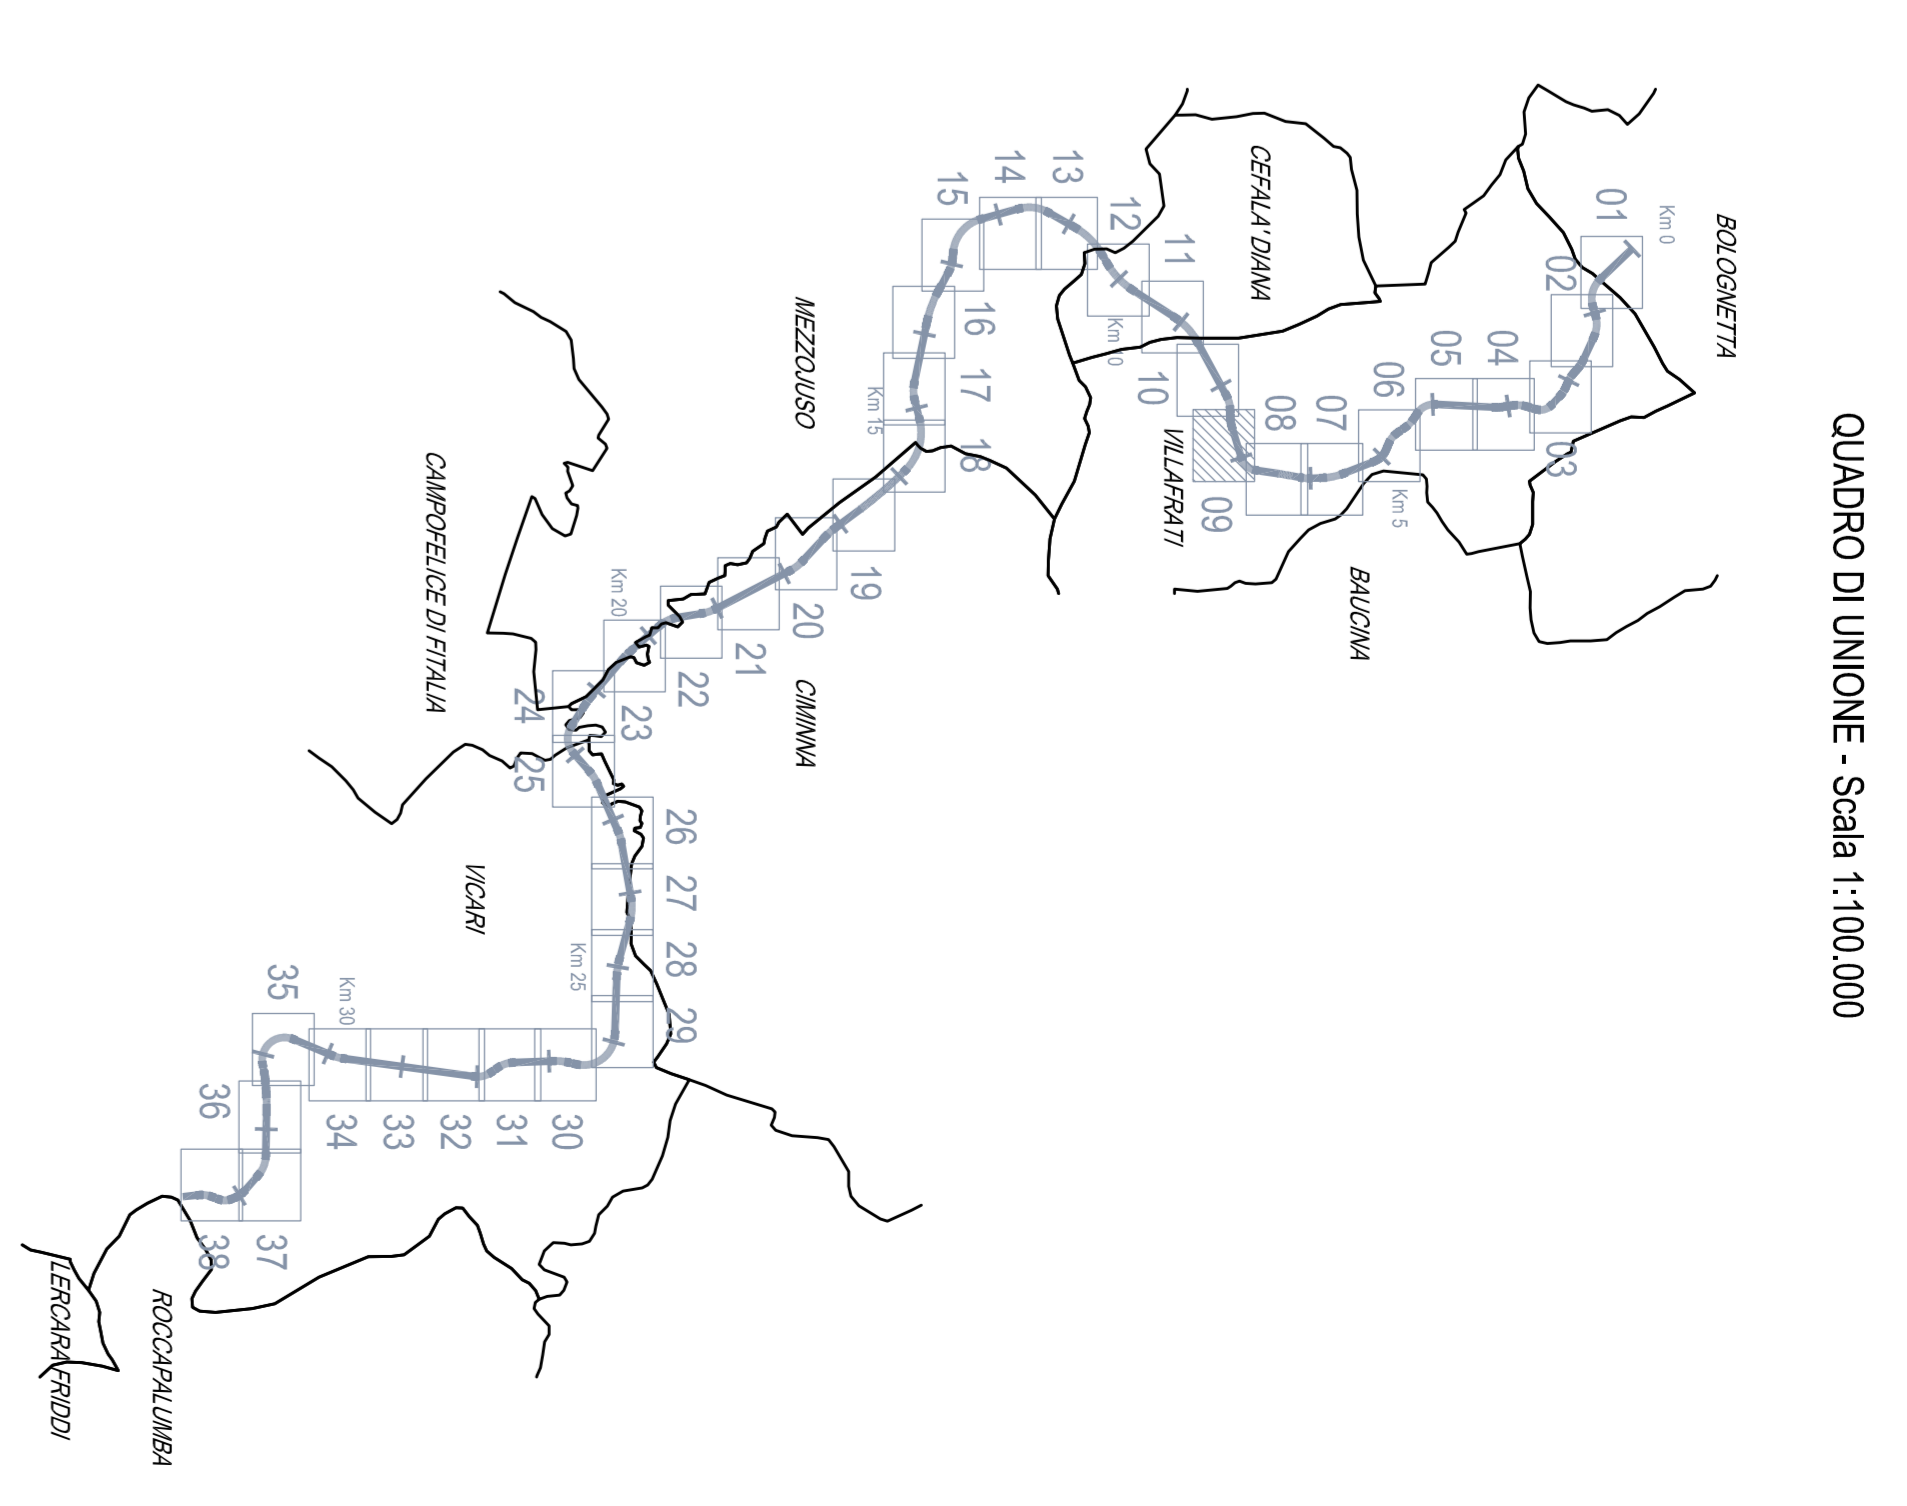 QUADRO DI UNIONE - Scala 1:100.000
BOLOGNETTA
Km 0
01
02
03
04
05
06
Km 5
BAUCINA
07
08
09
CEFALA' DIANA
VILLAFRATI
10
11
Km 10
12
13
14
15
16
17
Km 15
18
MEZZOJUSO
19
20
CIMINNA
21
22
Km 20
23
24
25
CAMPOFELICE DI FITALIA
26
27
28
29
Km 25
VICARI
30
31
32
33
34
Km 30
35
36
37
38
ROCCAPALUMBA
LERCARA FRIDDI